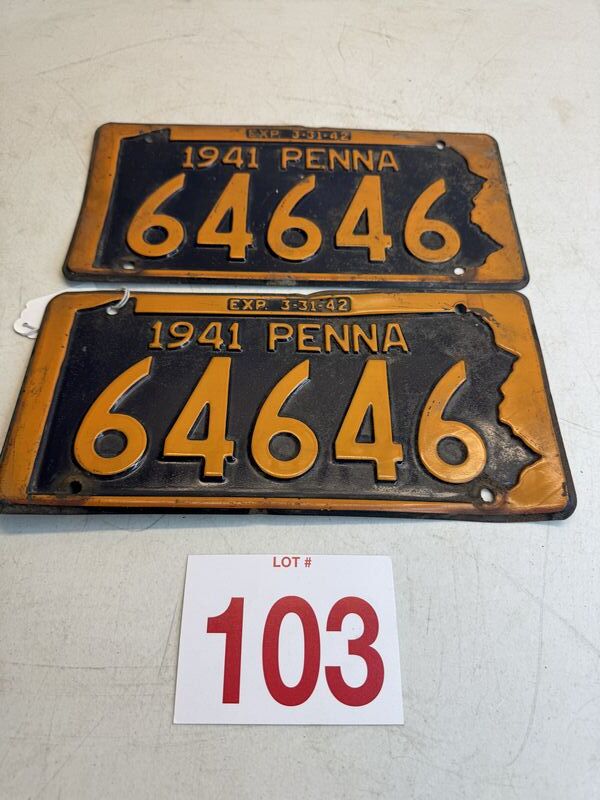 EXP. 3-31-42
1941 PENNA
64646
EXP. 3-31-42
1941 PENNA
64646
LOT #
103